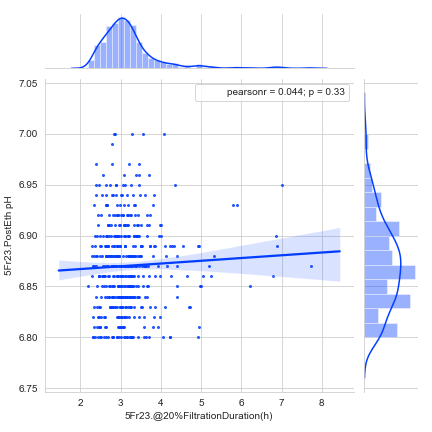 pearsonr = 0.044; p = 0.33
7.05
7.00
6.95
6.90
6.85
6.80
6.75
5Fr23.PostEth pH
2 3 4 5 6 7 8
5Fr23.@20%FiltrationDuration(h)